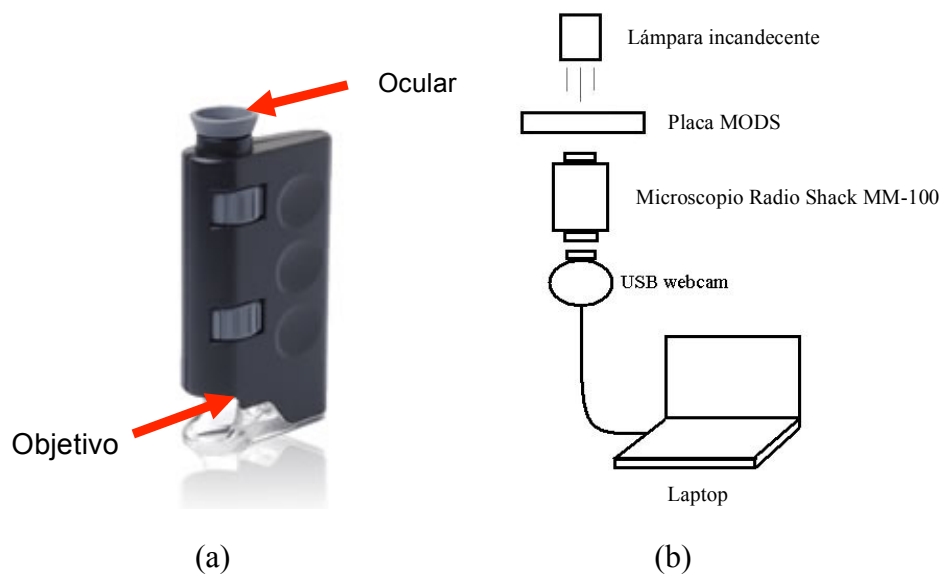 Ocular
Objetivo
(a)
Lámpara incandecente
Placa MODS
Microscopio Radio Shack MM-100
USB webcam
Laptop
(b)